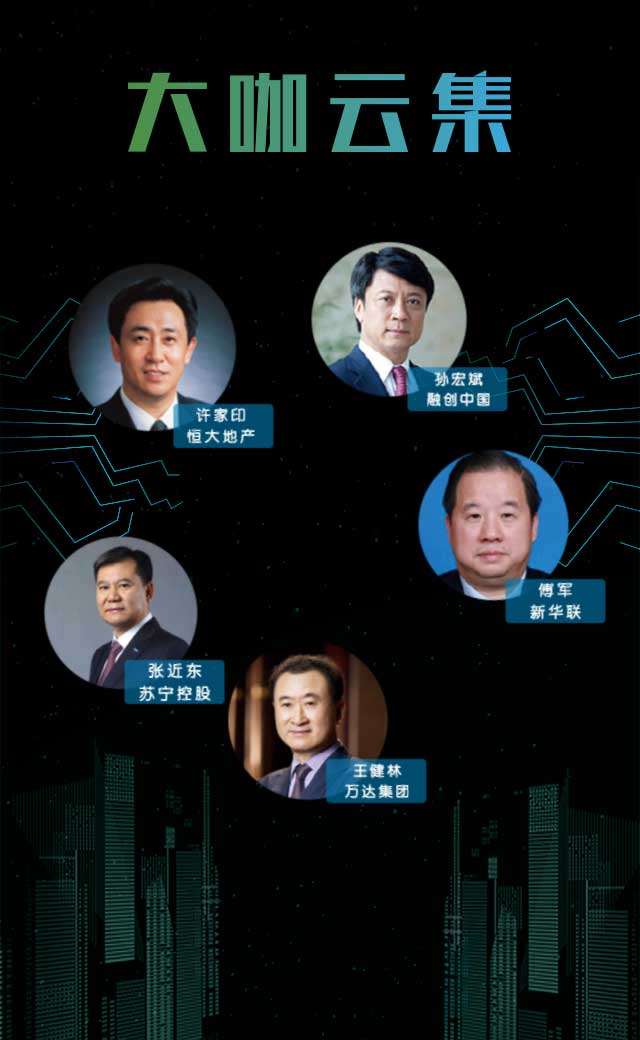 大咖云集
许家印
恒大地产
孙宏斌
融创中国
傅军
新华联
张近东
苏宁控股
王健林
万达集团